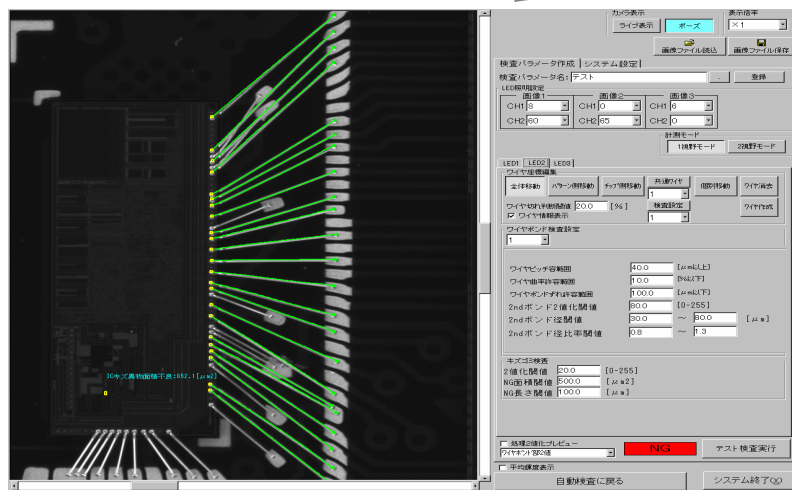 カメラ表示
表示倍率
ライブ表示
ポーズ
×1
画像ファイル読込
画像ファイル保存
検査パラメータ作成
システム設定
検査パラメータ名:
テスト
.
登録
LED照明設定
画像1
画像2
画像3
CH1 8
CH1 0
CH1 6
CH2 60
CH2 65
CH2 0
計測モード
1視野モード
2視野モード
LED1
LED2
LED3
ワイヤ座標編集
全体移動
パターン側移動
チップ側移動
共通ワイヤ
1
個別移動
ワイヤ消去
ワイヤ切れ判断閾値
20.0
[%]
検査設定
1
ワイヤ作成
ワイヤ情報表示
ワイヤボンド検査設定
1
ワイヤピッチ許容範囲
40.0
[μm以上]
ワイヤ曲率許容範囲
10.0
[%以下]
ワイヤボンドずれ許容範囲
100.0
[μm以下]
2ndボンド2値化閾値
80.0
[0-255]
2ndボンド径閾値
30.0
~
80.0
[μm]
2ndボンド径比率閾値
0.8
~
1.3
ICキズ異物面積不良:652.1[μm2]
キズゴミ検査
2値化閾値
20.0
[0-255]
NG面積閾値
500.0
[μm2]
NG長さ閾値
100.0
[μm]
処理2値化プレビュー
NG
テスト検査実行
平均輝度表示
自動検査に戻る
システム終了(X)